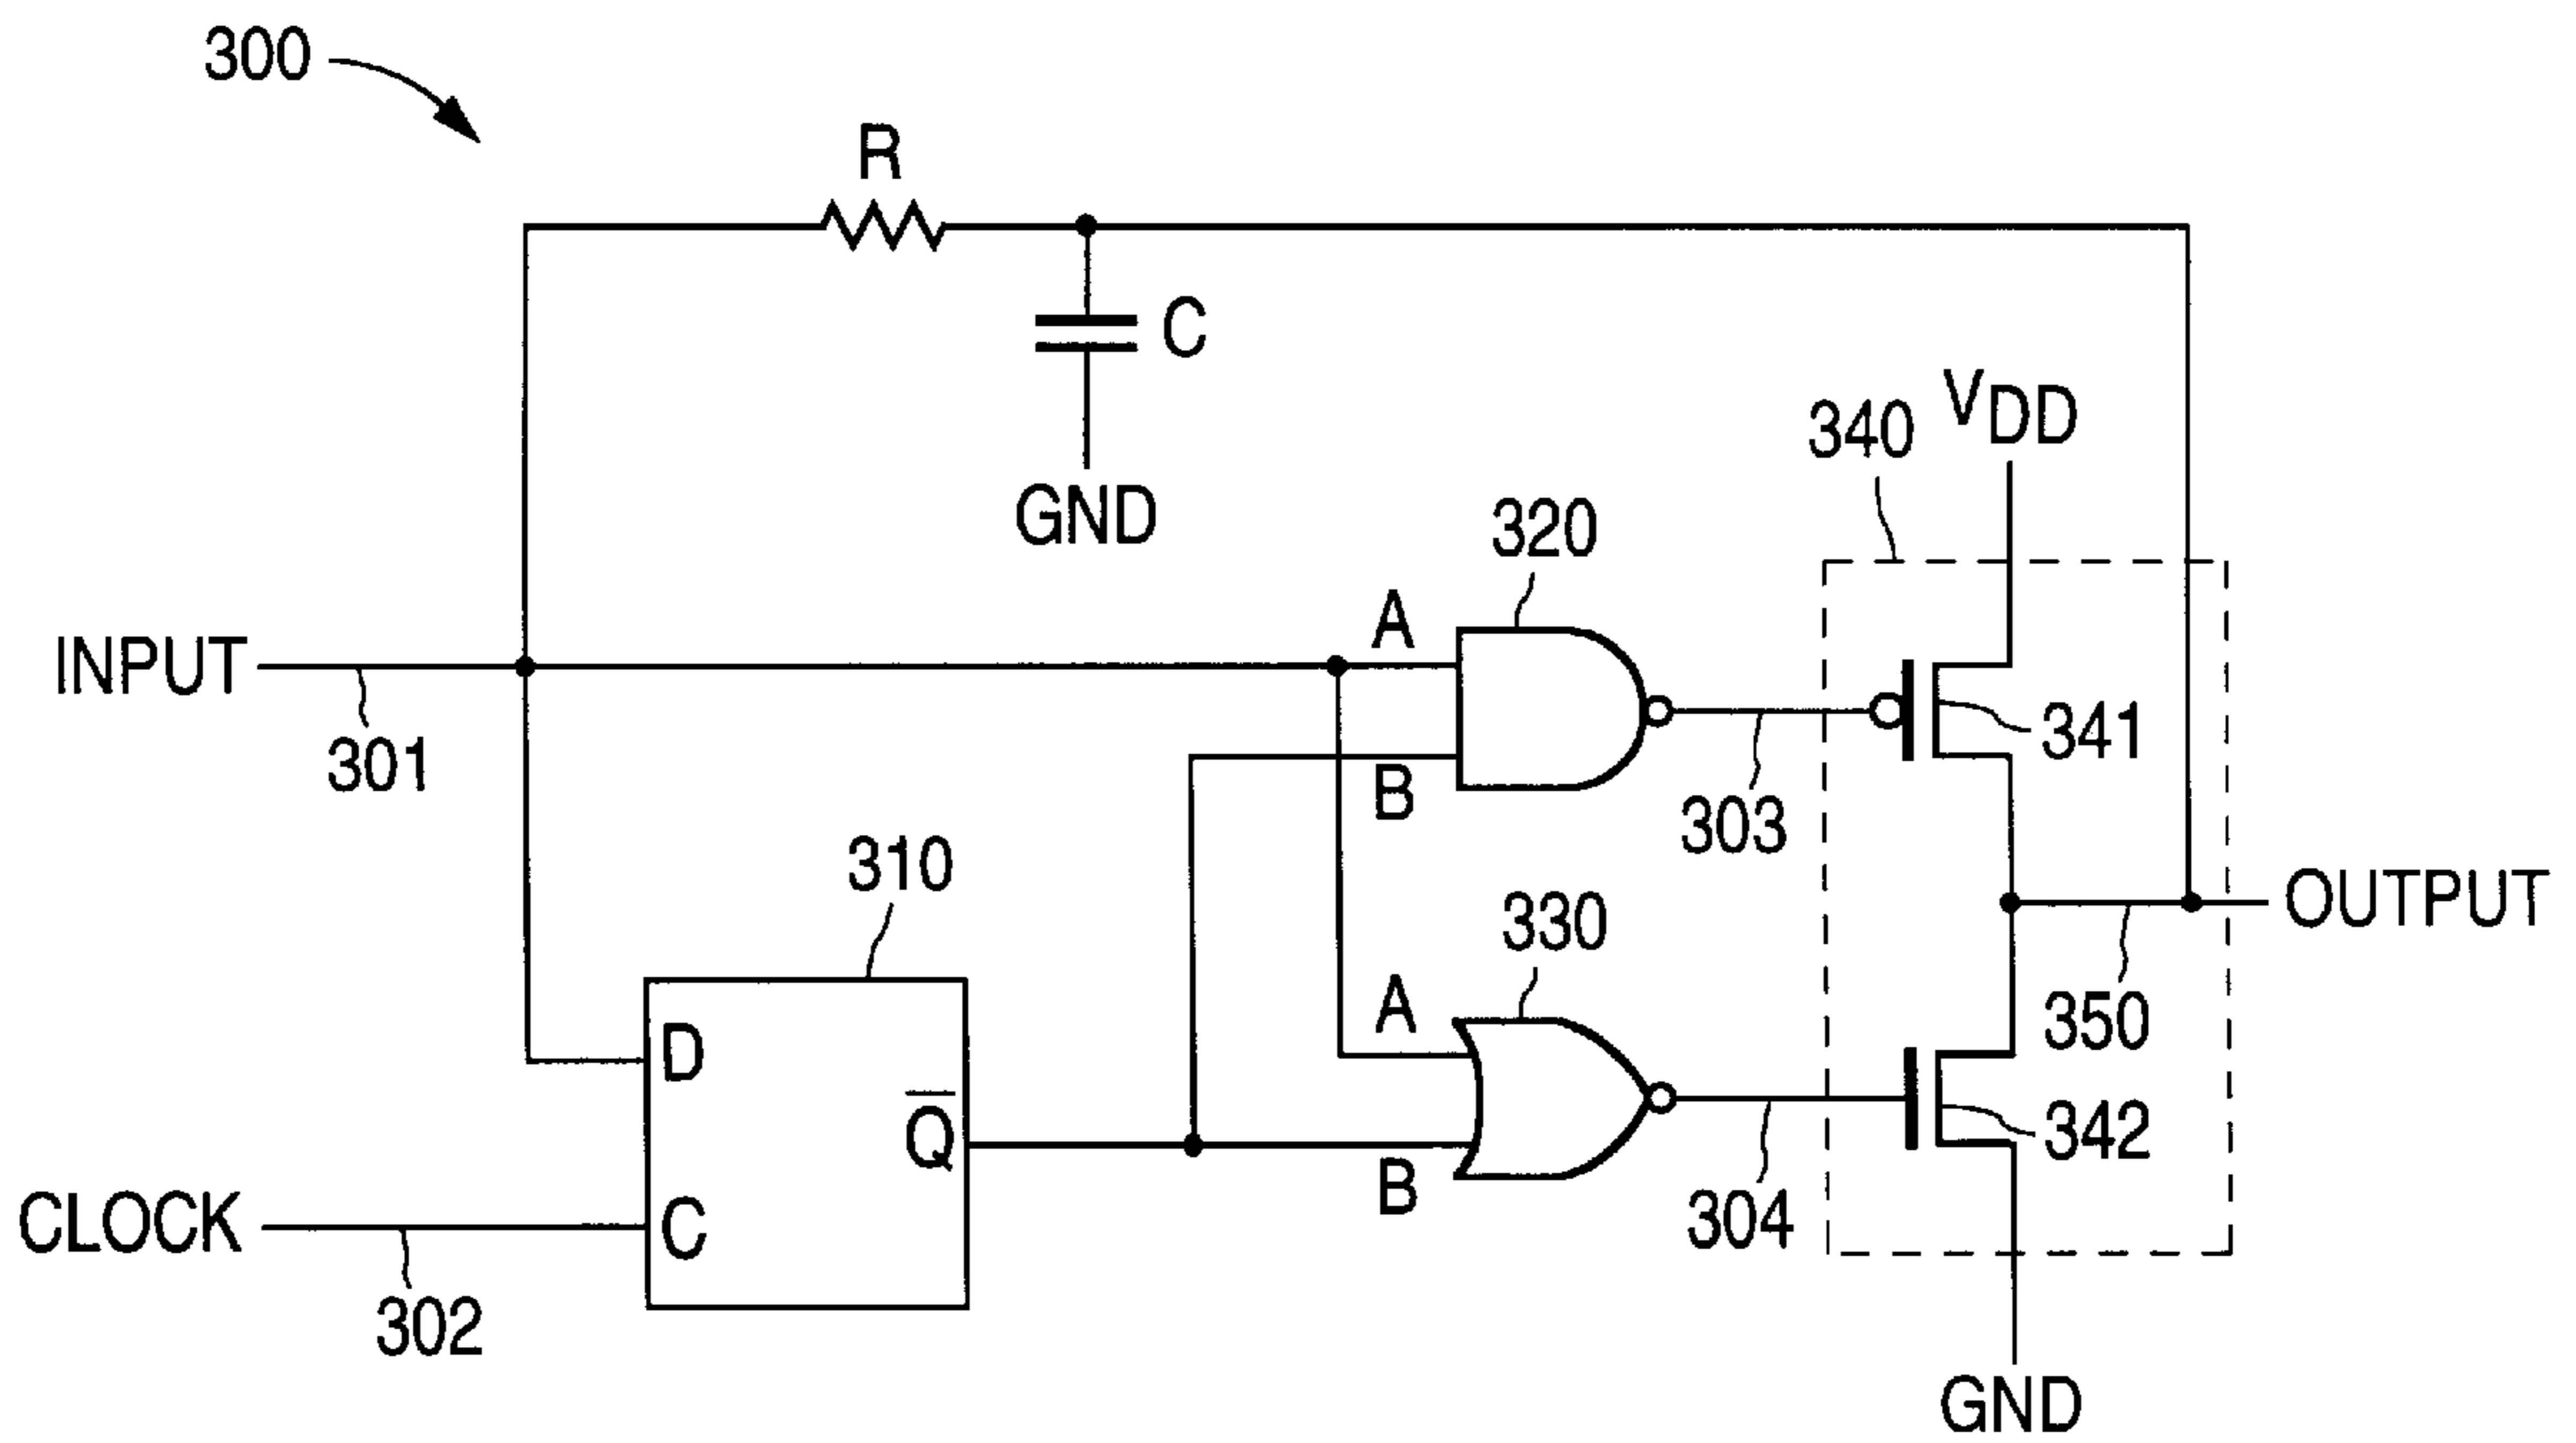 300
R
C
GND
VDD
340
320
A
INPUT
301
341
B
303
310
OUTPUT
330
A
350
D
Q̅
342
B
304
CLOCK
C
302
GND